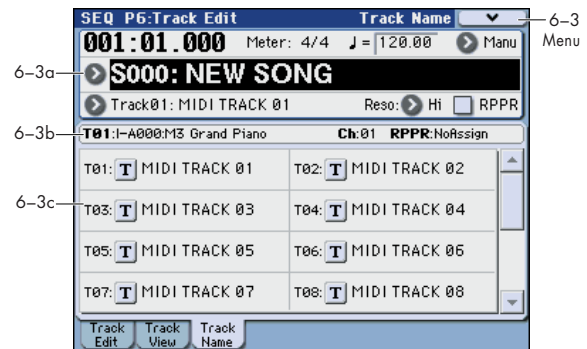 SEQ P6:Track Edit Track Name
6–3
Menu
001:01.000 Meter: 4/4 ♩= 120.00 Manu
6–3a
S000: NEW SONG
Track01: MIDI TRACK 01 Reso: Hi RPPR
6–3b
T01:I-A000:M3 Grand Piano Ch:01 RPPR:NoAssign
T01: T MIDI TRACK 01 T02: T MIDI TRACK 02
6–3c
T03: T MIDI TRACK 03 T04: T MIDI TRACK 04
T05: T MIDI TRACK 05 T06: T MIDI TRACK 06
T07: T MIDI TRACK 07 T08: T MIDI TRACK 08
Track Edit
Track View
Track Name